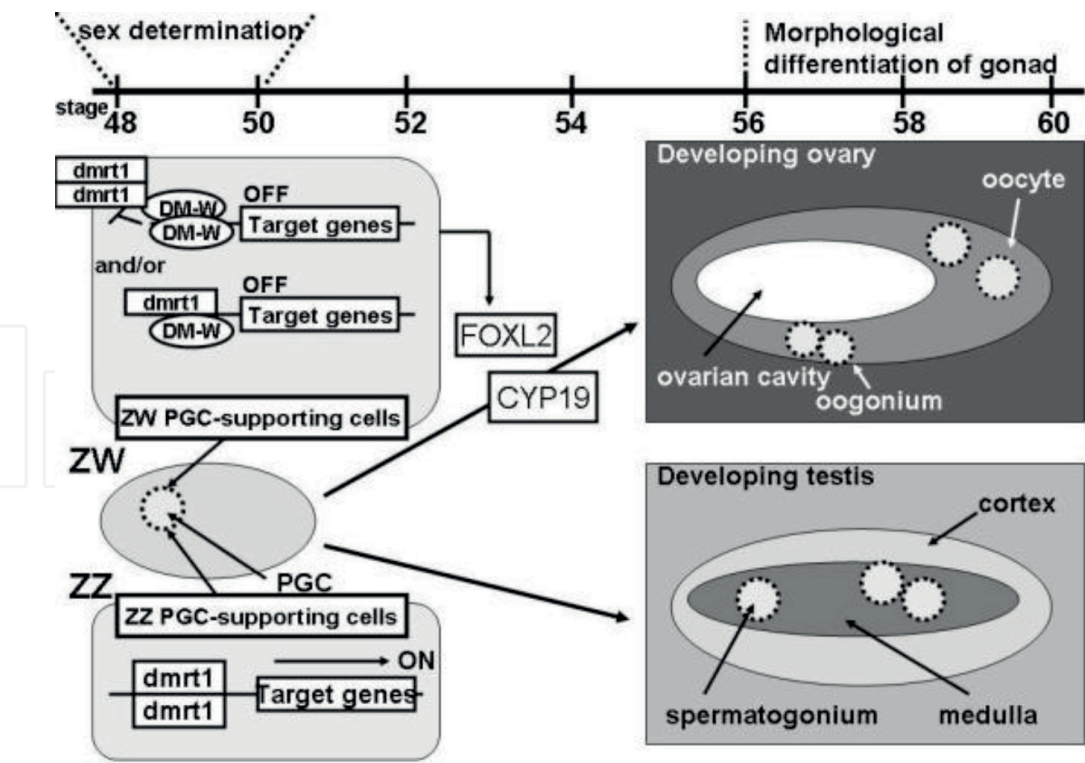 sex determination
Morphological
differentiation of gonad
stage
48 50 52 54 56 58 60
dmrt1
dmrt1
DM-W
DM-W
OFF
Target genes
and/or
OFF
dmrt1
DM-W
Target genes
FOXL2
CYP19
ZW PGC-supporting cells
ZW
PGC
ZZ
ZZ PGC-supporting cells
ON
dmrt1
dmrt1
Target genes
Developing ovary
oocyte
ovarian cavity
oogonium
Developing testis
cortex
spermatogonium
medulla